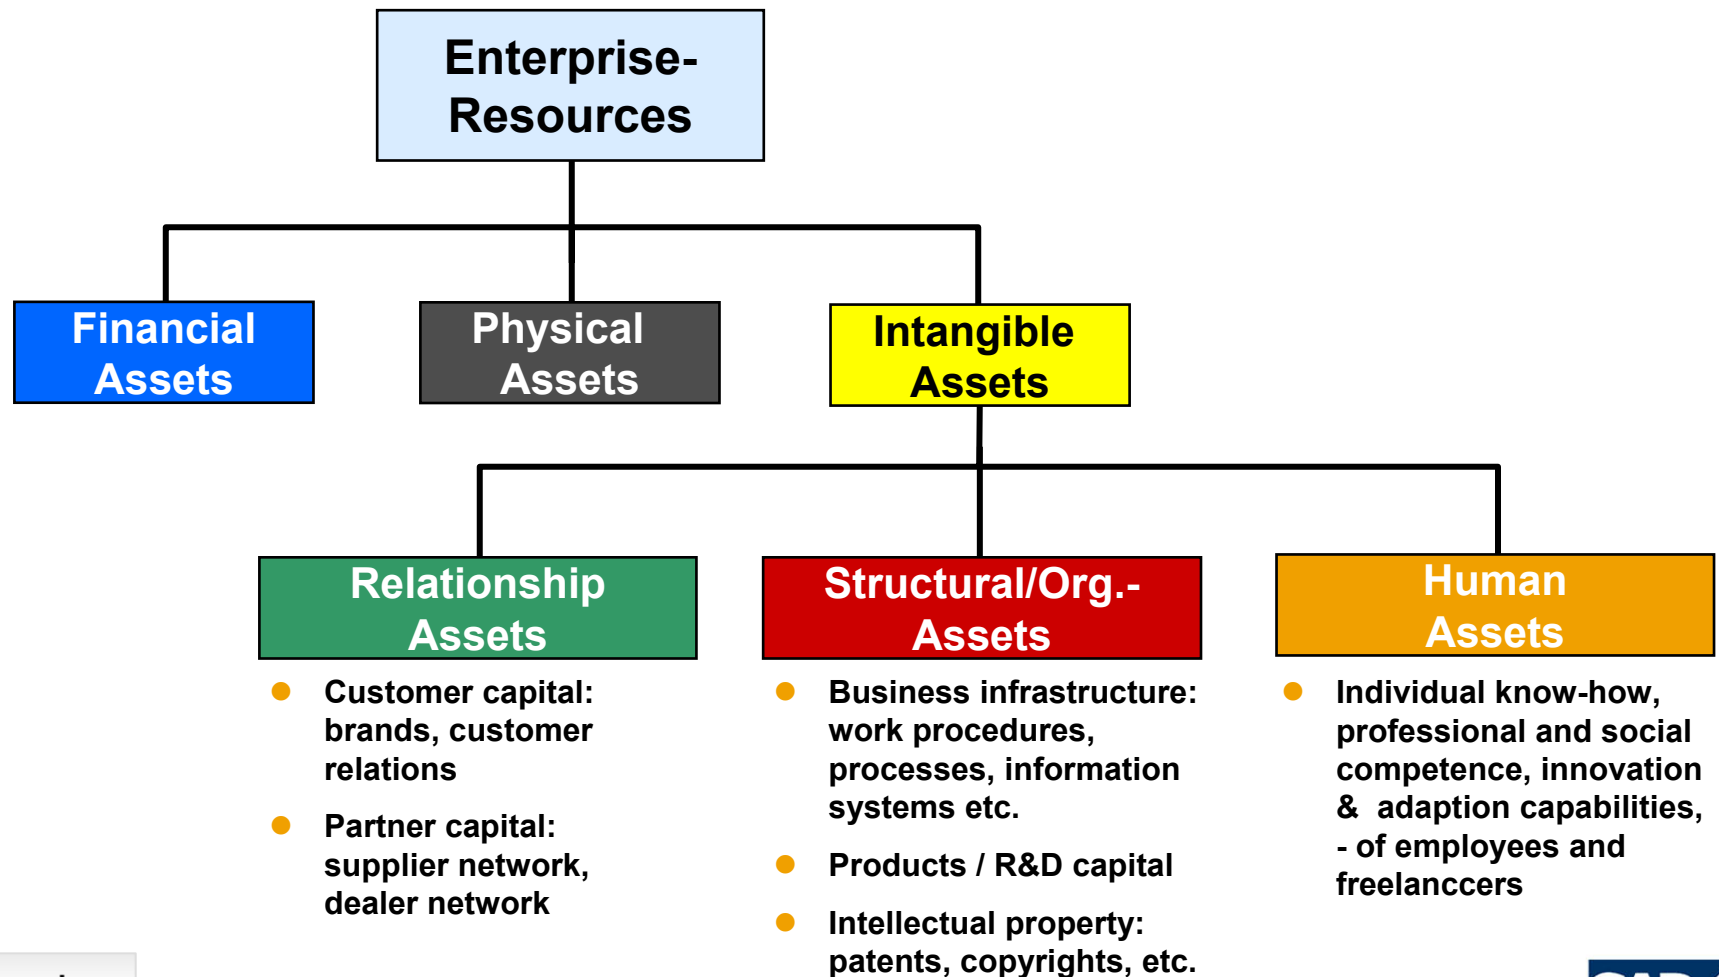 Enterprise-
Resources
Financial
Assets
Physical
Assets
Intangible
Assets
Relationship
Assets
Structural/Org.-
Assets
Human
Assets
Customer capital:
brands, customer
relations
Partner capital:
supplier network,
dealer network
Business infrastructure:
work procedures,
processes, information
systems etc.
Products / R&D capital
Intellectual property:
patents, copyrights, etc.
Individual know-how,
professional and social
competence, innovation
&  adaption capabilities,
- of employees and
freelanccers